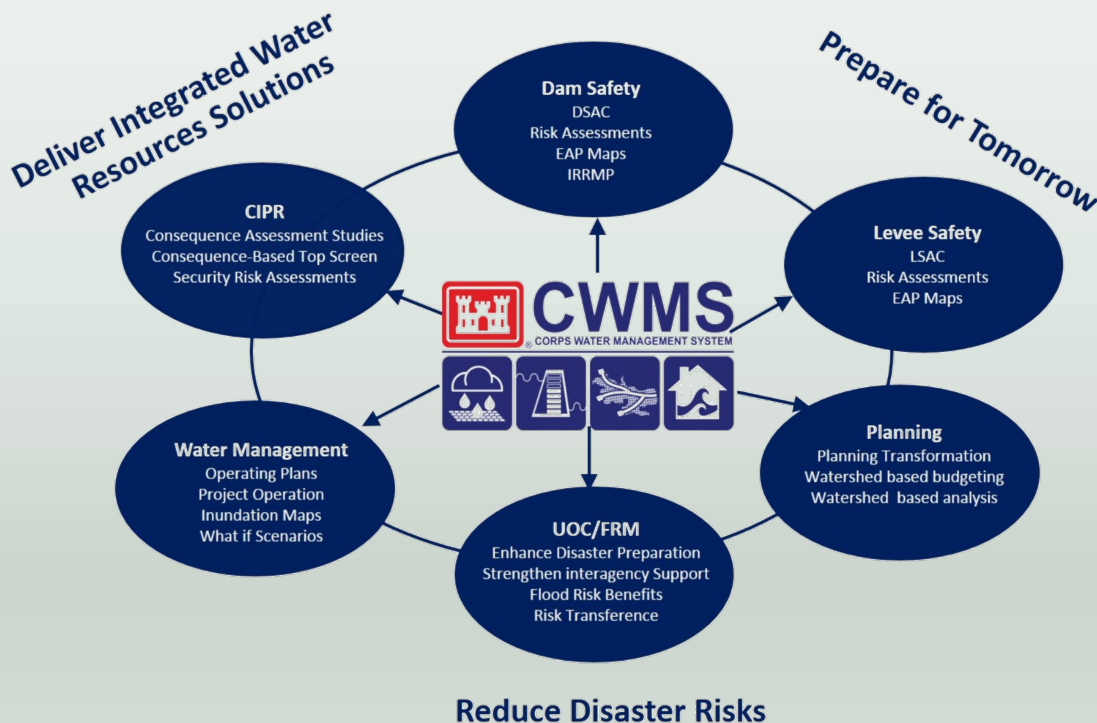 Deliver Integrated Water
Resources Solutions
Prepare for Tomorrow
Dam Safety
DSAC
Risk Assessments
EAP Maps
IRRMP
CIPR
Consequence Assessment Studies
Consequence-Based Top Screen
Security Risk Assessments
Levee Safety
LSAC
Risk Assessments
EAP Maps
CWMS
® CORPS WATER MANAGEMENT SYSTEM
Water Management
Operating Plans
Project Operation
Inundation Maps
What if Scenarios
Planning
Planning Transformation
Watershed based budgeting
Watershed based analysis
UOC/FRM
Enhance Disaster Preparation
Strengthen interagency Support
Flood Risk Benefits
Risk Transference
Reduce Disaster Risks